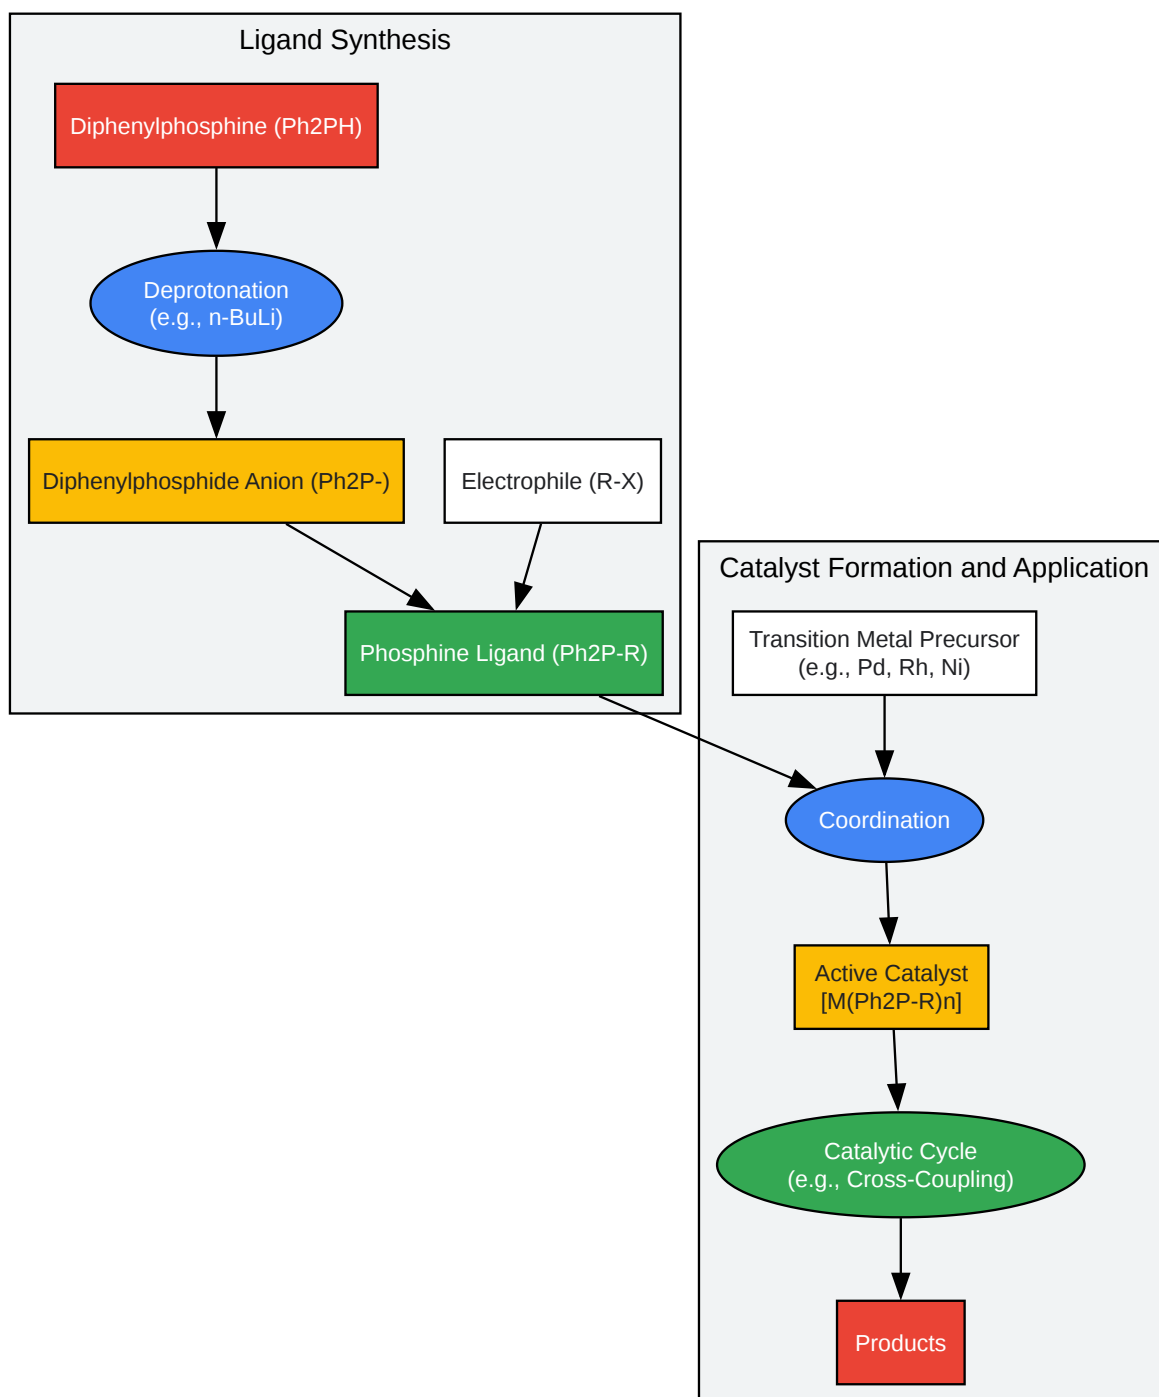 Ligand Synthesis
Diphenylphosphine (Ph2PH)
Deprotonation
(e.g., n-BuLi)
Diphenylphosphide Anion (Ph2P-)
Electrophile (R-X)
Phosphine Ligand (Ph2P-R)
Catalyst Formation and Application
Transition Metal Precursor
(e.g., Pd, Rh, Ni)
Coordination
Active Catalyst
[M(Ph2P-R)n]
Catalytic Cycle
(e.g., Cross-Coupling)
Products